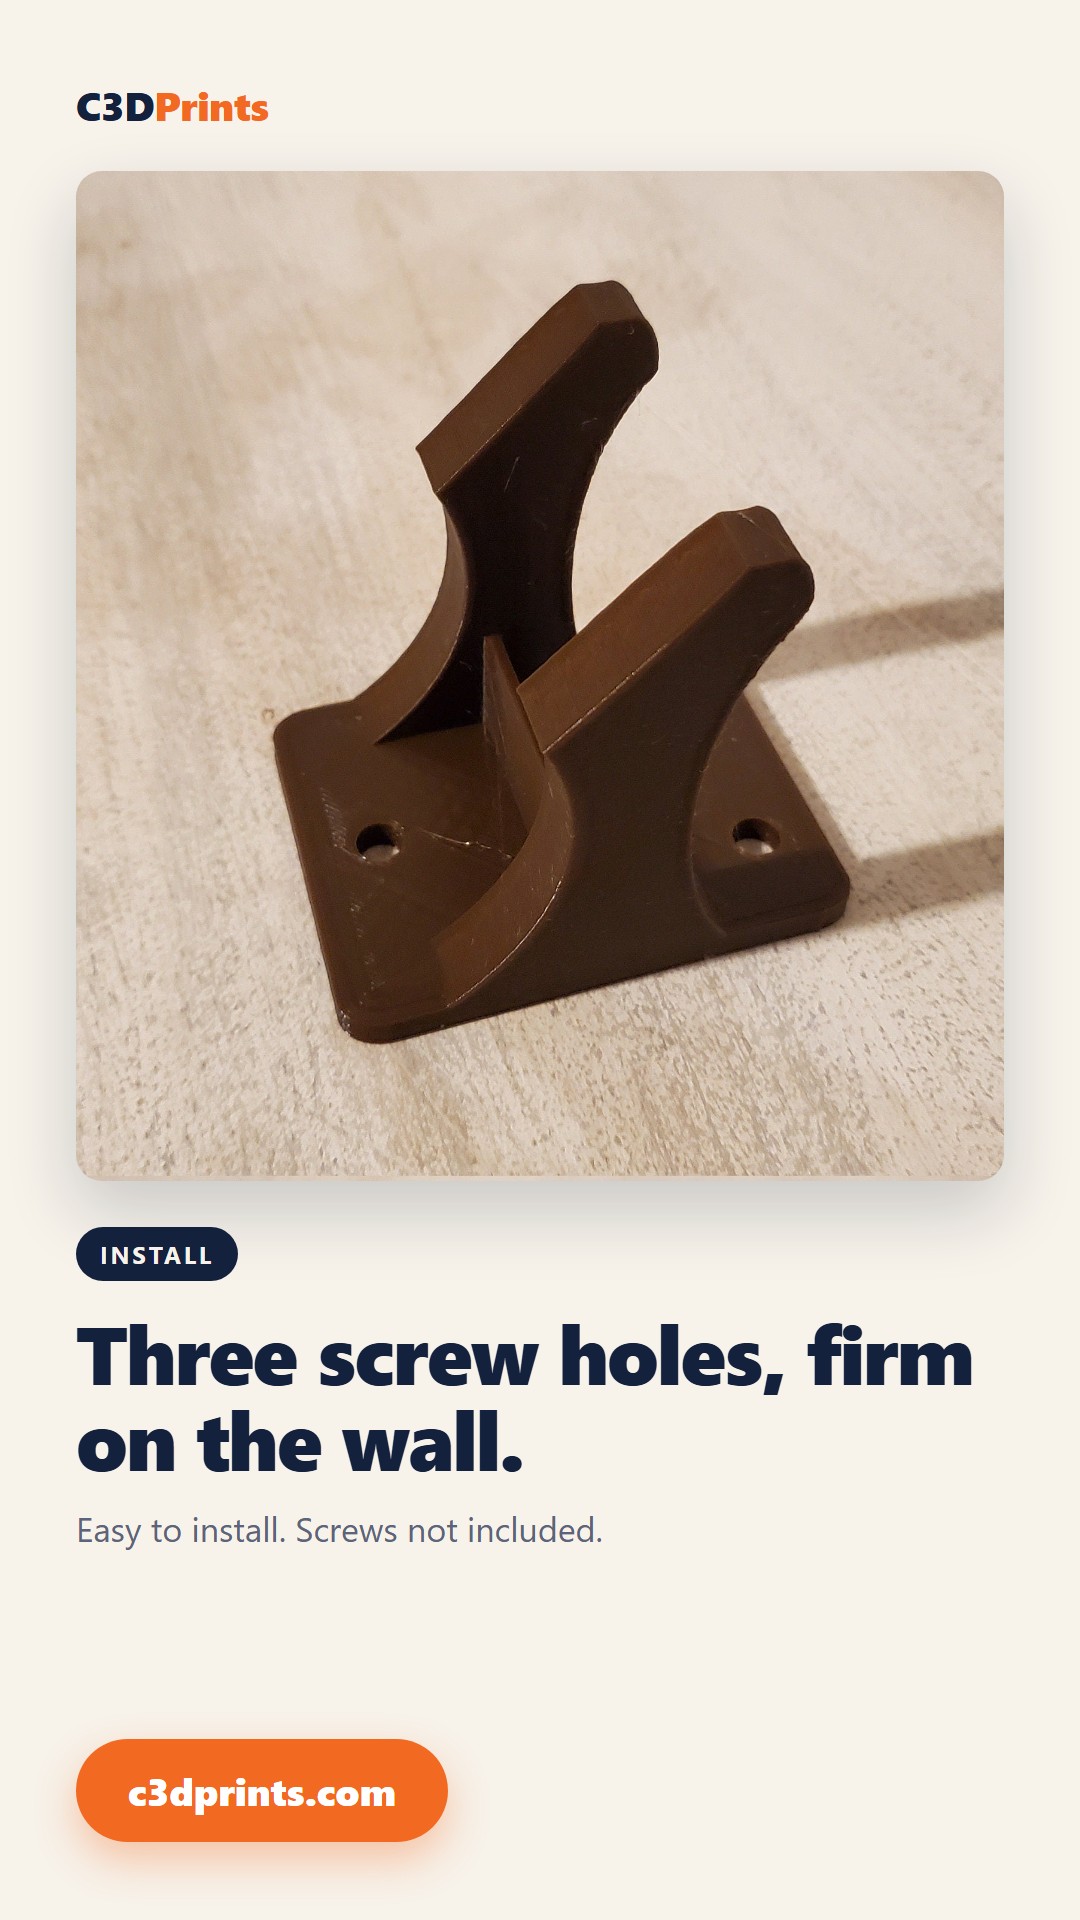 C3DPrints
INSTALL
Three screw holes, firm
on the wall.
Easy to install. Screws not included.
c3dprints.com